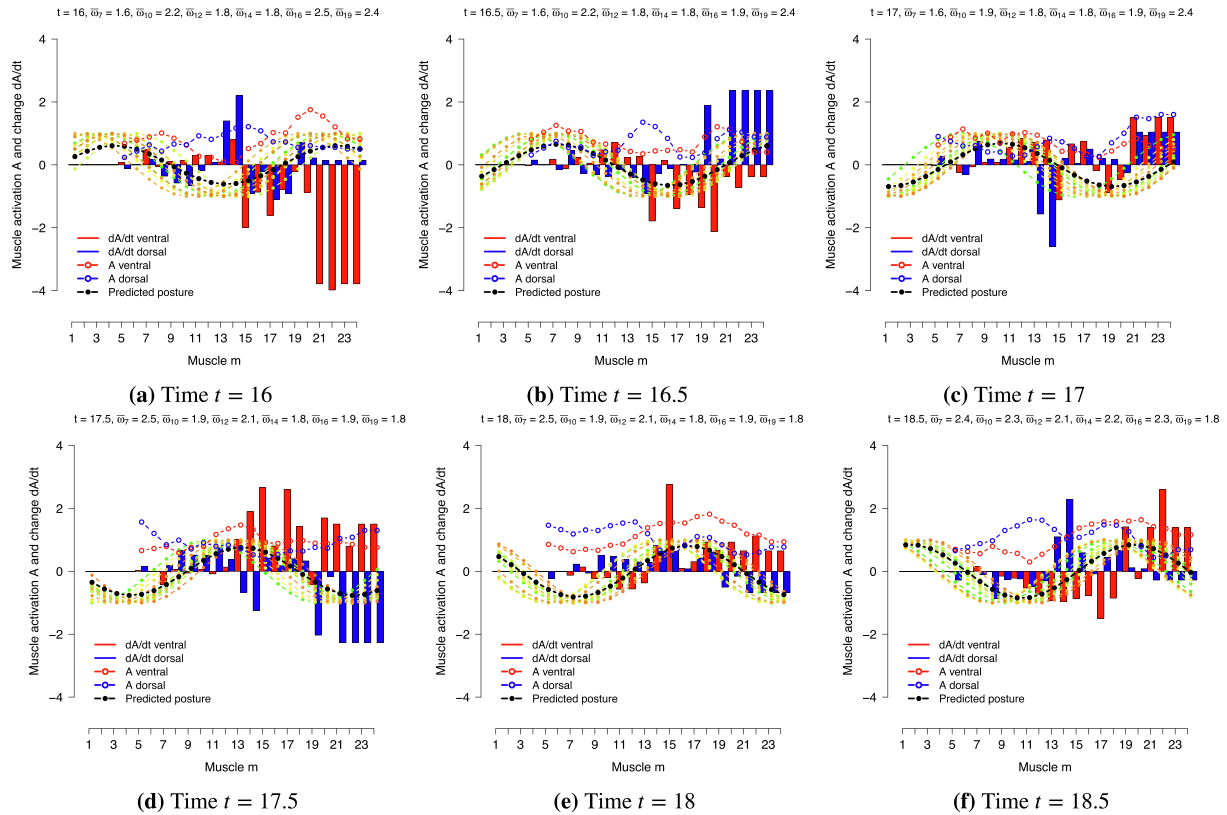 t = 16, ω̅₇ = 1.6, ω̅₁₀ = 2.2, ω̅₁₂ = 1.8, ω̅₁₄ = 1.8, ω̅₁₆ = 2.5, ω̅₁₉ = 2.4
Muscle activation A and change dA/dt
4
2
0
−2
−4
dA/dt ventral
dA/dt dorsal
A ventral
A dorsal
Predicted posture
1 3 5 7 9 11 13 15 17 19 21 23
Muscle m
(a) Time t = 16
t = 16.5, ω̅₇ = 1.6, ω̅₁₀ = 2.2, ω̅₁₂ = 1.8, ω̅₁₄ = 1.8, ω̅₁₆ = 1.9, ω̅₁₉ = 2.4
Muscle activation A and change dA/dt
4
2
0
−2
−4
dA/dt ventral
dA/dt dorsal
A ventral
A dorsal
Predicted posture
1 3 5 7 9 11 13 15 17 19 21 23
Muscle m
(b) Time t = 16.5
t = 17, ω̅₇ = 1.6, ω̅₁₀ = 1.9, ω̅₁₂ = 1.8, ω̅₁₄ = 1.8, ω̅₁₆ = 1.9, ω̅₁₉ = 2.4
Muscle activation A and change dA/dt
4
2
0
−2
−4
dA/dt ventral
dA/dt dorsal
A ventral
A dorsal
Predicted posture
1 3 5 7 9 11 13 15 17 19 21 23
Muscle m
(c) Time t = 17
t = 17.5, ω̅₇ = 2.5, ω̅₁₀ = 1.9, ω̅₁₂ = 2.1, ω̅₁₄ = 1.8, ω̅₁₆ = 1.9, ω̅₁₉ = 1.8
Muscle activation A and change dA/dt
4
2
0
−2
−4
dA/dt ventral
dA/dt dorsal
A ventral
A dorsal
Predicted posture
1 3 5 7 9 11 13 15 17 19 21 23
Muscle m
(d) Time t = 17.5
t = 18, ω̅₇ = 2.5, ω̅₁₀ = 1.9, ω̅₁₂ = 2.1, ω̅₁₄ = 1.8, ω̅₁₆ = 1.9, ω̅₁₉ = 1.8
Muscle activation A and change dA/dt
4
2
0
−2
−4
dA/dt ventral
dA/dt dorsal
A ventral
A dorsal
Predicted posture
1 3 5 7 9 11 13 15 17 19 21 23
Muscle m
(e) Time t = 18
t = 18.5, ω̅₇ = 2.4, ω̅₁₀ = 2.3, ω̅₁₂ = 2.1, ω̅₁₄ = 2.2, ω̅₁₆ = 2.3, ω̅₁₉ = 1.8
Muscle activation A and change dA/dt
4
2
0
−2
−4
dA/dt ventral
dA/dt dorsal
A ventral
A dorsal
Predicted posture
1 3 5 7 9 11 13 15 17 19 21 23
Muscle m
(f) Time t = 18.5